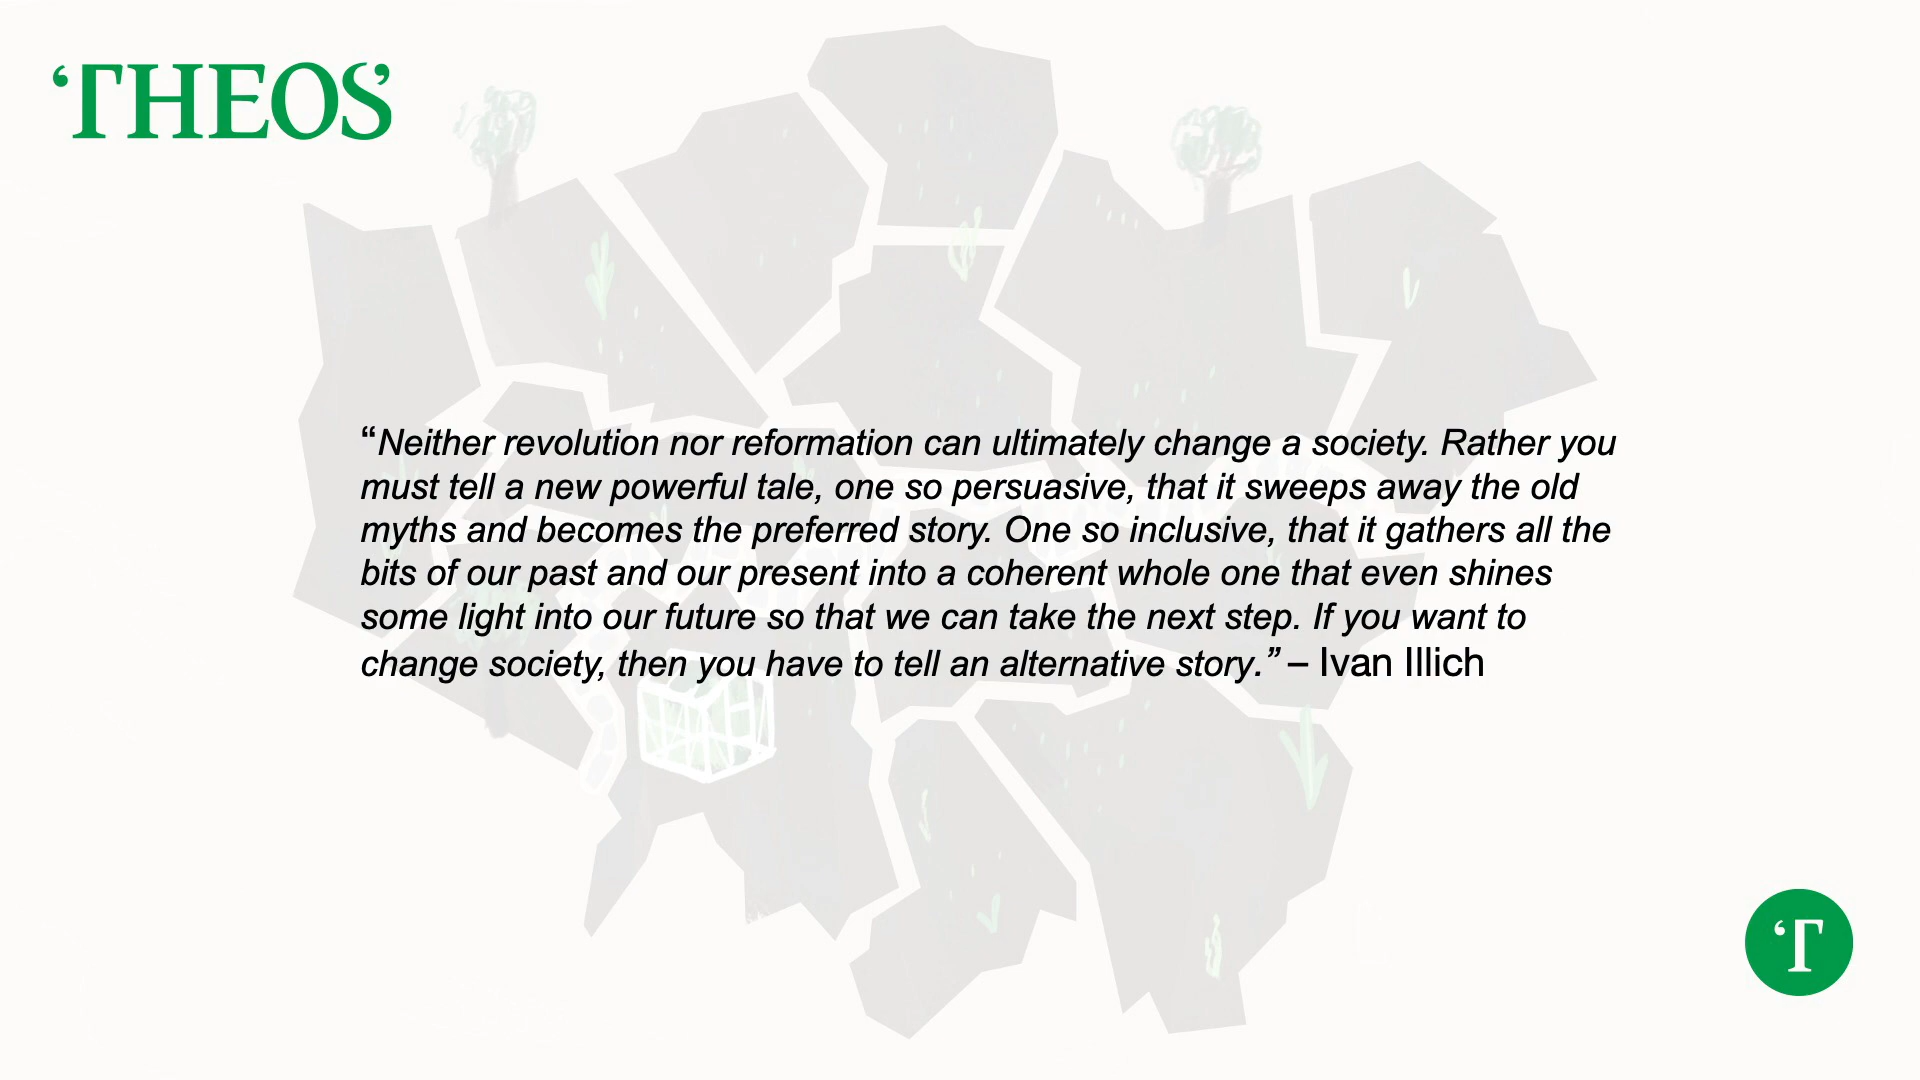 ‘THEOS’
“Neither revolution nor reformation can ultimately change a society. Rather you
must tell a new powerful tale, one so persuasive, that it sweeps away the old
myths and becomes the preferred story. One so inclusive, that it gathers all the
bits of our past and our present into a coherent whole one that even shines
some light into our future so that we can take the next step. If you want to
change society, then you have to tell an alternative story.” – Ivan Illich
‘T